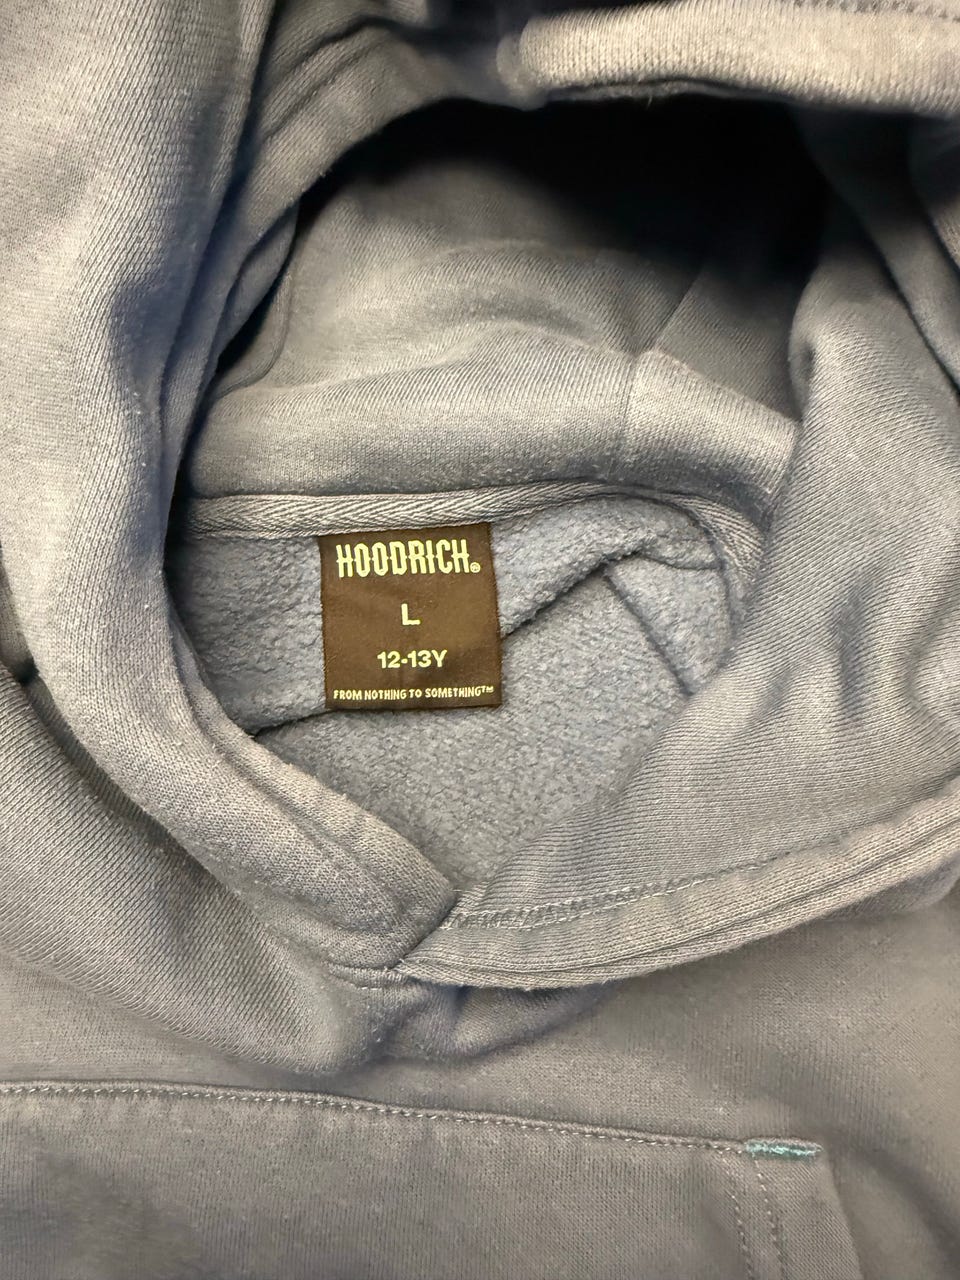 HOODRICH®
L
12-13Y
FROM NOTHING TO SOMETHING™